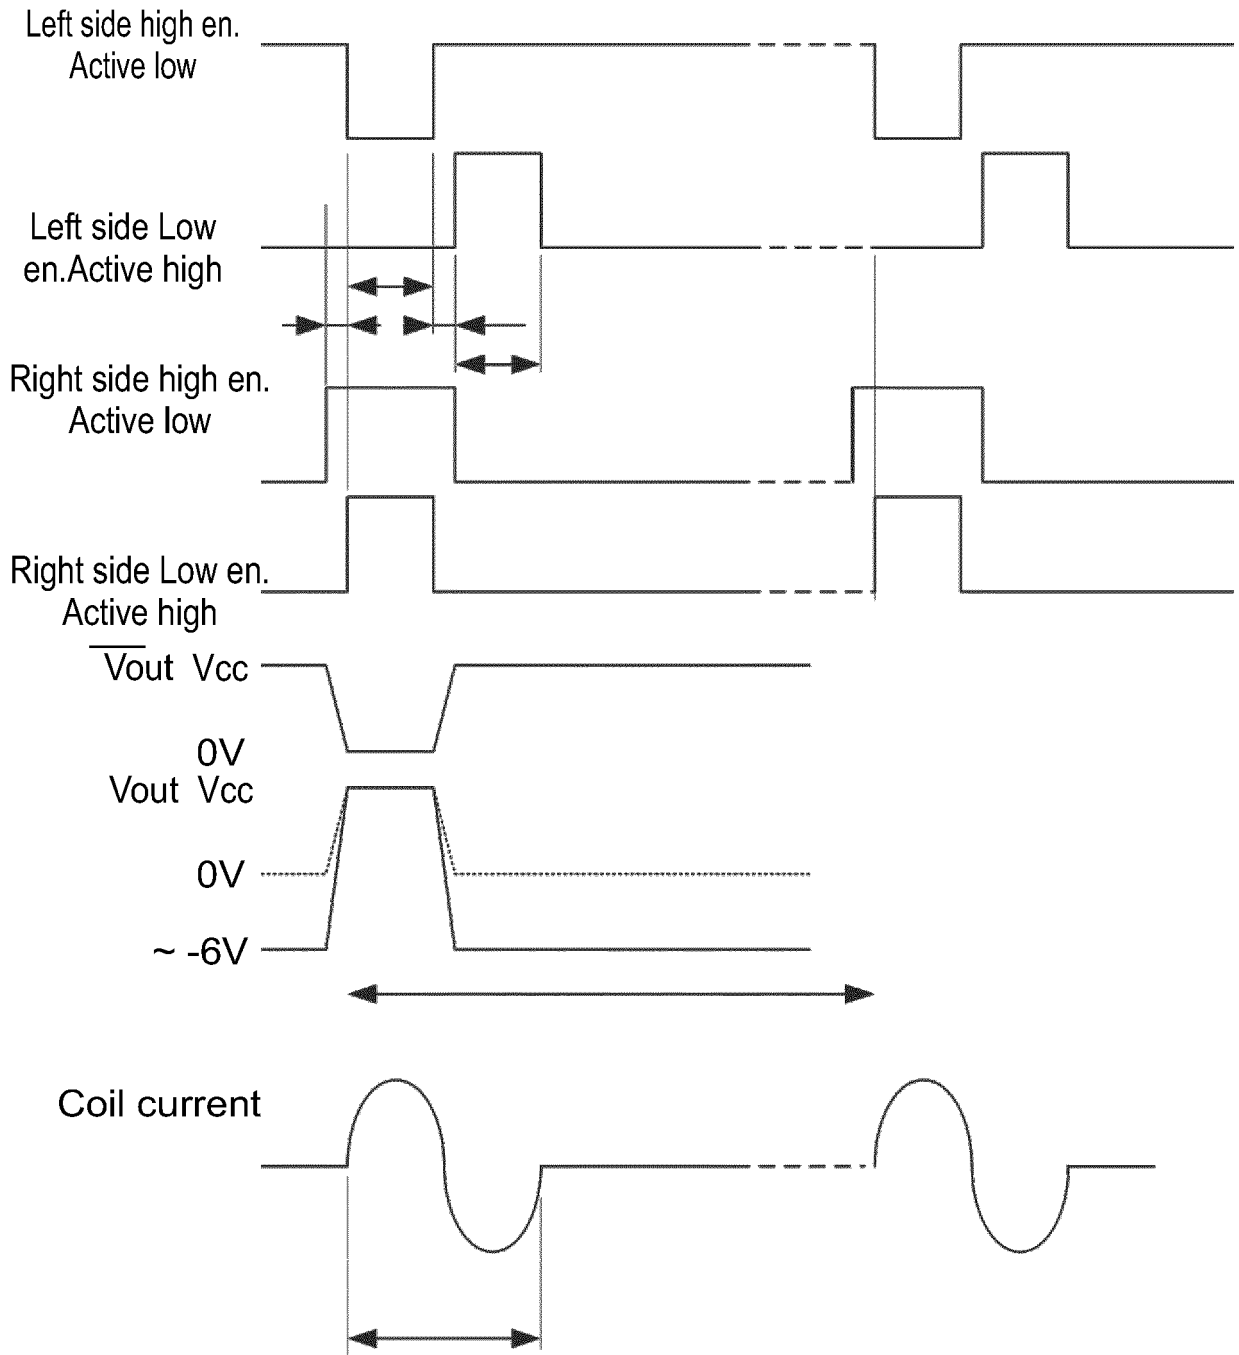 Left side high en.
Active low
Left side Low
en.Active high
Right side high en.
Active low
Right side Low en.
Active high
Vout Vcc
0V
Vout Vcc
0V
~ -6V
Coil current